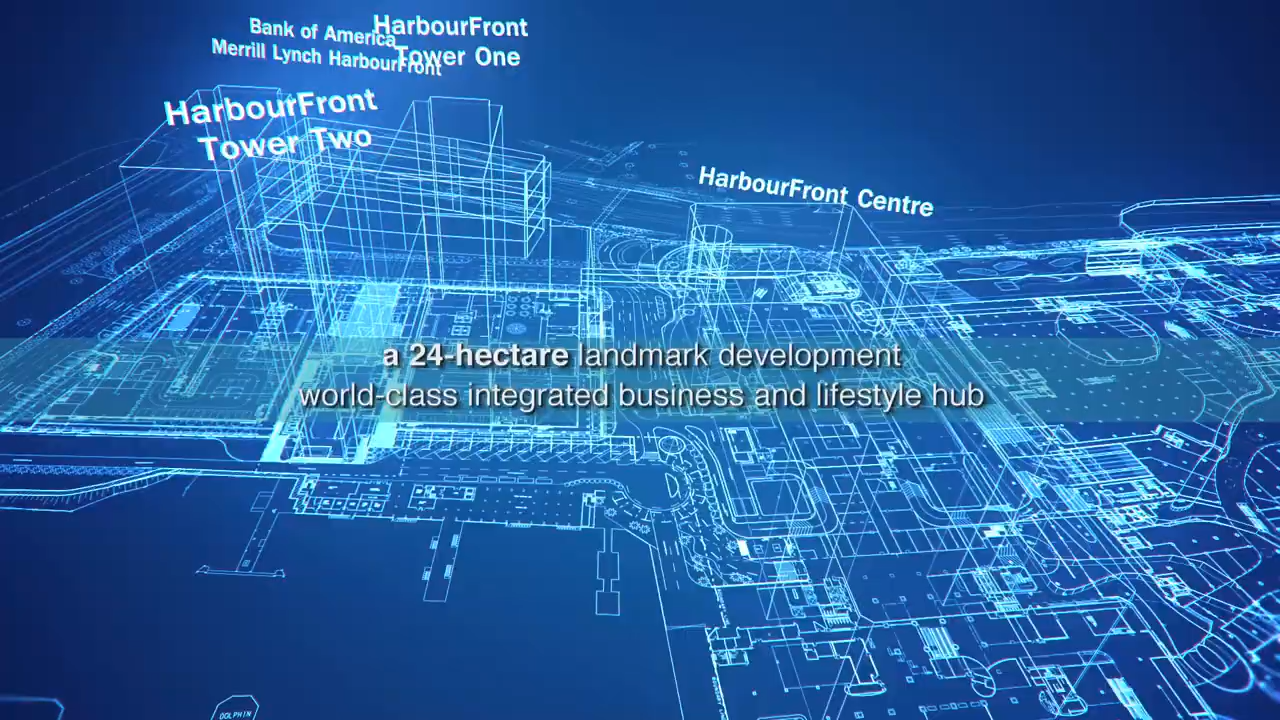 Bank of America
Merrill Lynch HarbourFront
HarbourFront
Tower One
HarbourFront
Tower Two
HarbourFront Centre
a 24-hectare landmark development
world-class integrated business and lifestyle hub
DOLPHIN